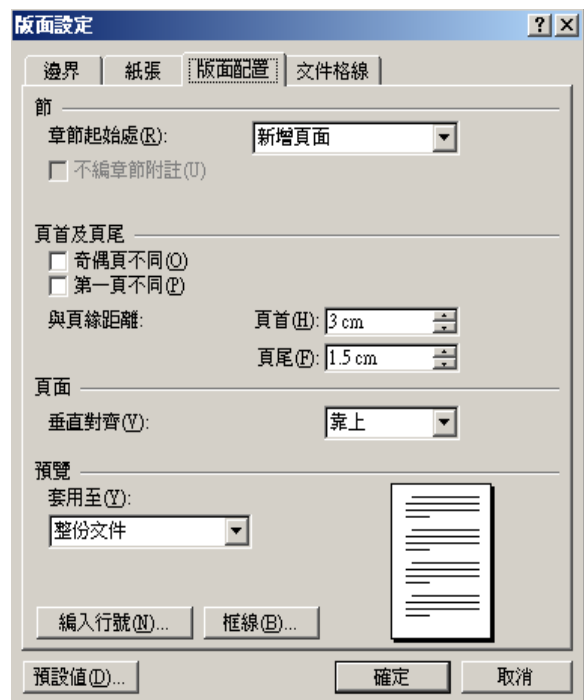 版面設定
邊界 紙張 版面配置 文件格線
節
章節起始處(R): 新增頁面
不編章節附註(U)
頁首及頁尾
奇偶頁不同(O)
第一頁不同(P)
與頁緣距離: 頁首(H): 3 cm
頁尾(F): 1.5 cm
頁面
垂直對齊(V): 靠上
預覽
套用至(Y):
整份文件
編入行號(N)... 框線(B)...
預設値(D)... 確定 取消